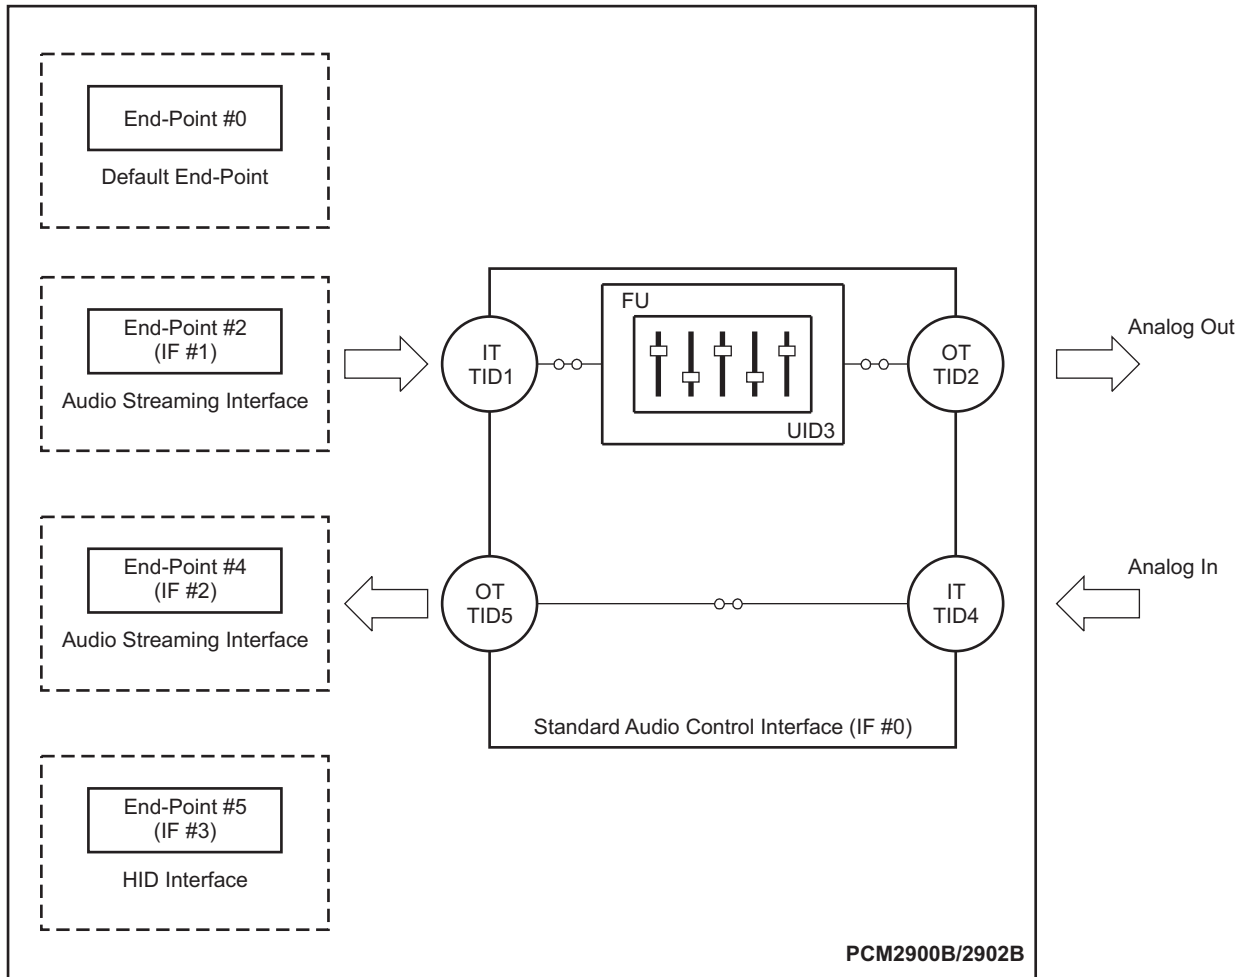 End-Point #0
Default End-Point
End-Point #2
(IF #1)
Audio Streaming Interface
IT
TID1
FU
UID3
OT
TID2
Analog Out
End-Point #4
(IF #2)
Audio Streaming Interface
OT
TID5
IT
TID4
Analog In
Standard Audio Control Interface (IF #0)
End-Point #5
(IF #3)
HID Interface
PCM2900B/2902B